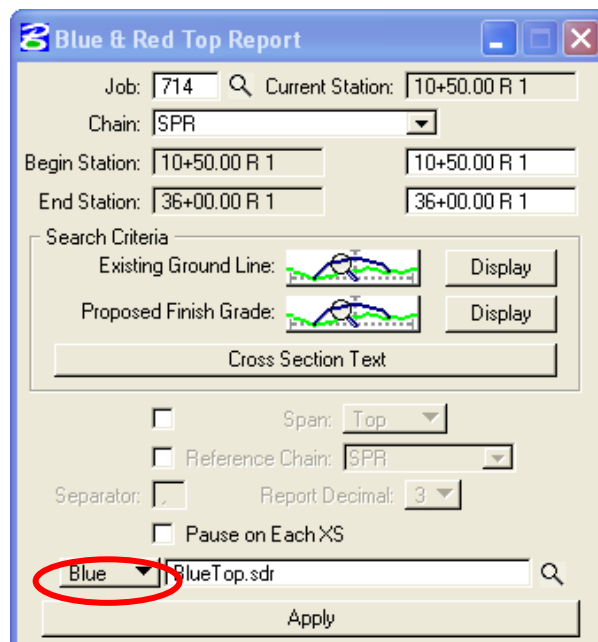 Blue & Red Top Report
Job: 714 Current Station: 10+50.00 R 1
Chain: SPR
Begin Station: 10+50.00 R 1 10+50.00 R 1
End Station: 36+00.00 R 1 36+00.00 R 1
Search Criteria
Existing Ground Line: Display
Proposed Finish Grade: Display
Cross Section Text
Span: Top
Reference Chain: SPR
Separator: , Report Decimal: 3
Pause on Each XS
Blue BlueTop.sdr
Apply